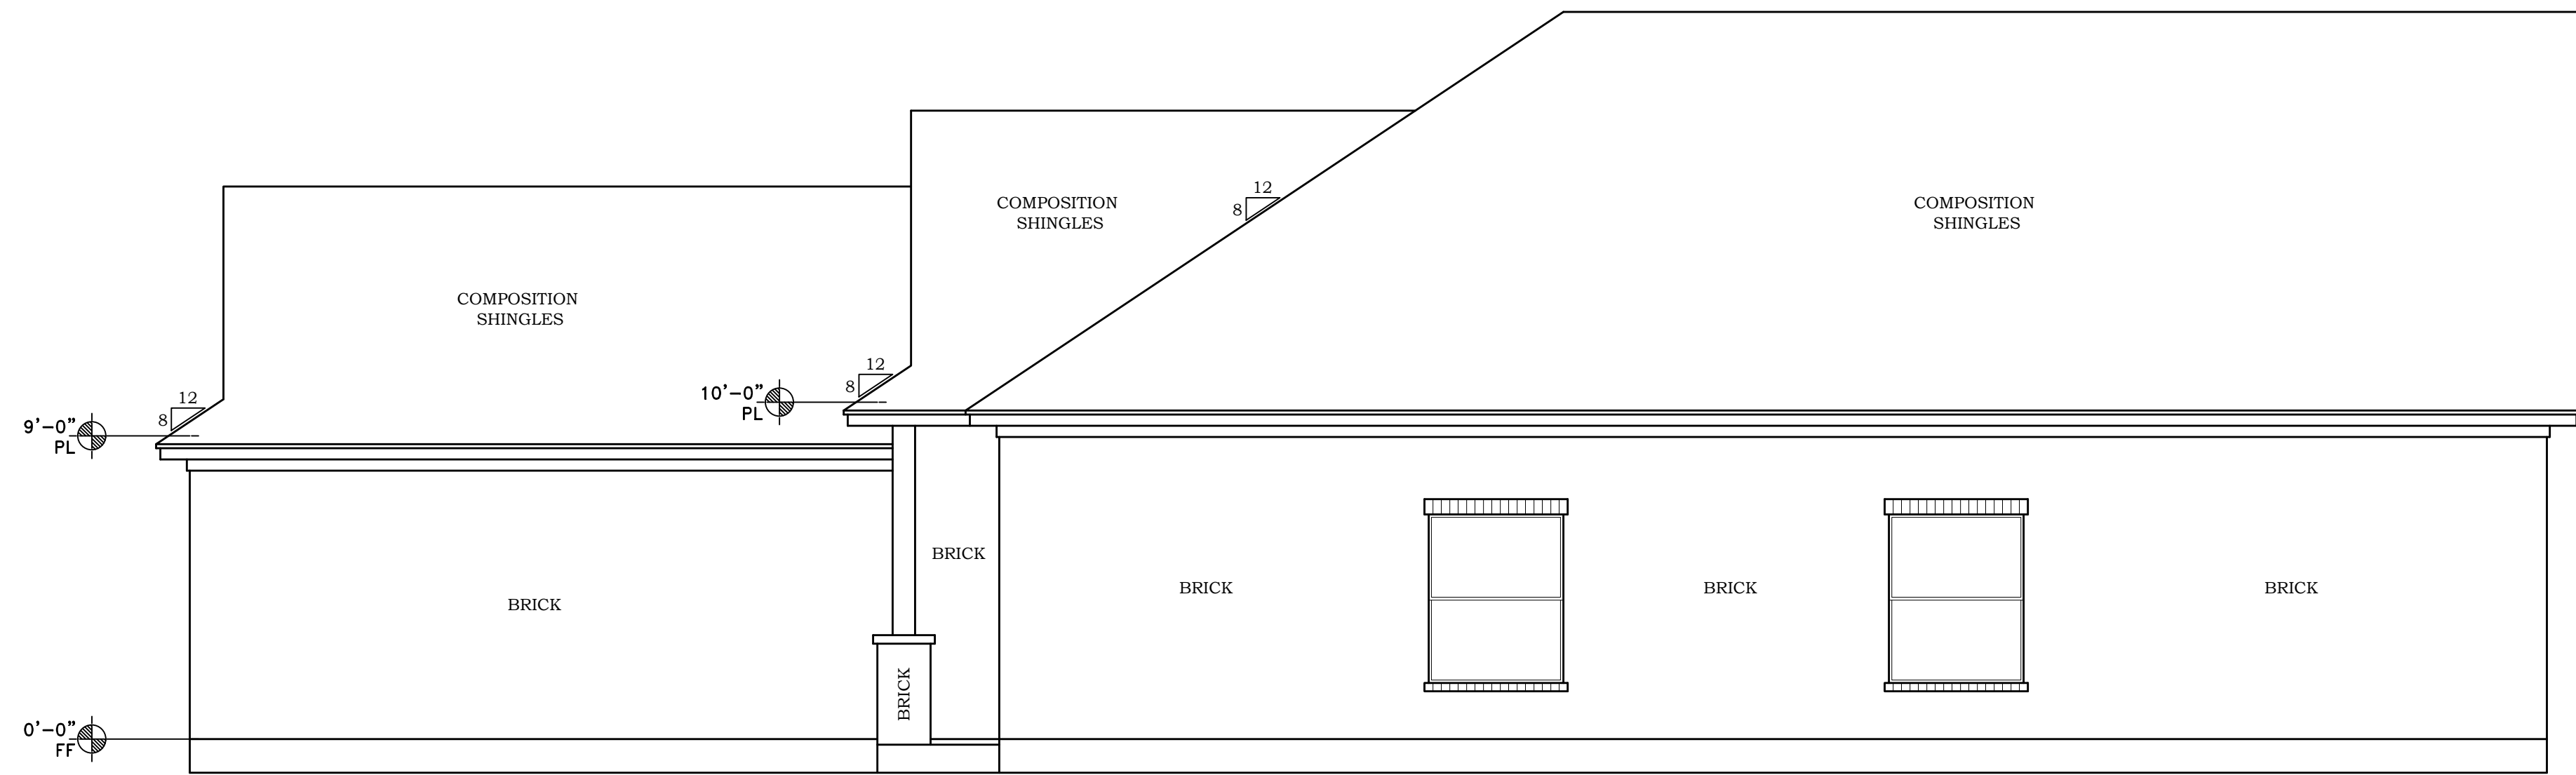 12
8
COMPOSITION
SHINGLES
COMPOSITION
SHINGLES
COMPOSITION
SHINGLES
12
8
10'-0"
PL
12
8
9'-0"
PL
BRICK
BRICK
BRICK
BRICK
BRICK
BRICK
0'-0"
FF